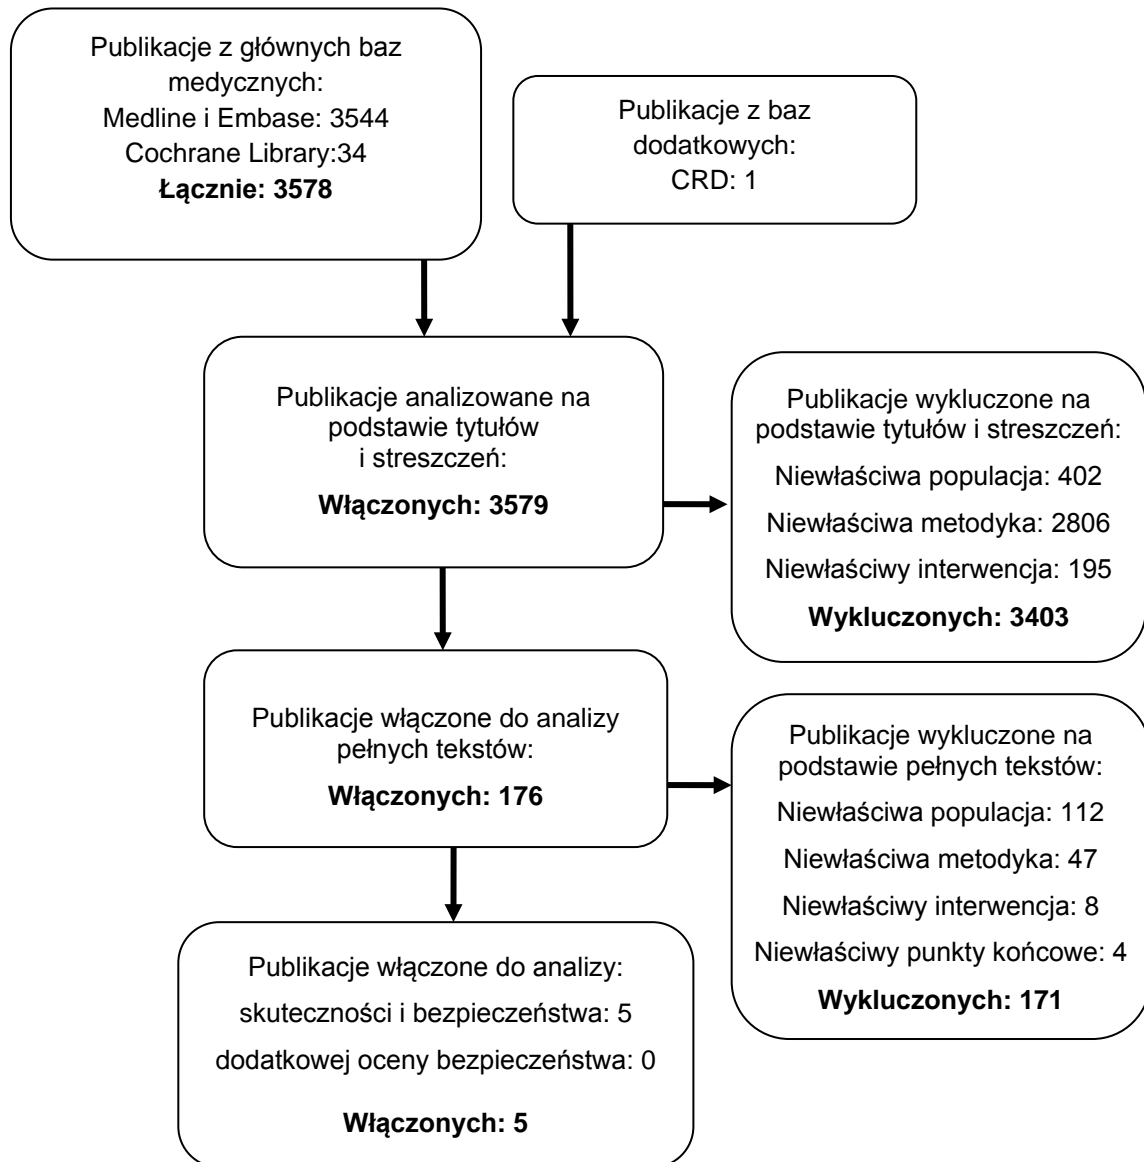 Publikacje z głównych baz
medycznych:
Medline i Embase: 3544
Cochrane Library:34
Łącznie: 3578
Publikacje z baz
dodatkowych:
CRD: 1
Publikacje analizowane na
podstawie tytułów
i streszczeń:
Włączonych: 3579
Publikacje wykluczone na
podstawie tytułów i streszczeń:
Niewłaściwa populacja: 402
Niewłaściwa metodyka: 2806
Niewłaściwy interwencja: 195
Wykluczonych: 3403
Publikacje włączone do analizy
pełnych tekstów:
Włączonych: 176
Publikacje wykluczone na
podstawie pełnych tekstów:
Niewłaściwa populacja: 112
Niewłaściwa metodyka: 47
Niewłaściwy interwencja: 8
Niewłaściwy punkty końcowe: 4
Wykluczonych: 171
Publikacje włączone do analizy:
skuteczności i bezpieczeństwa: 5
dodatkowej oceny bezpieczeństwa: 0
Włączonych: 5